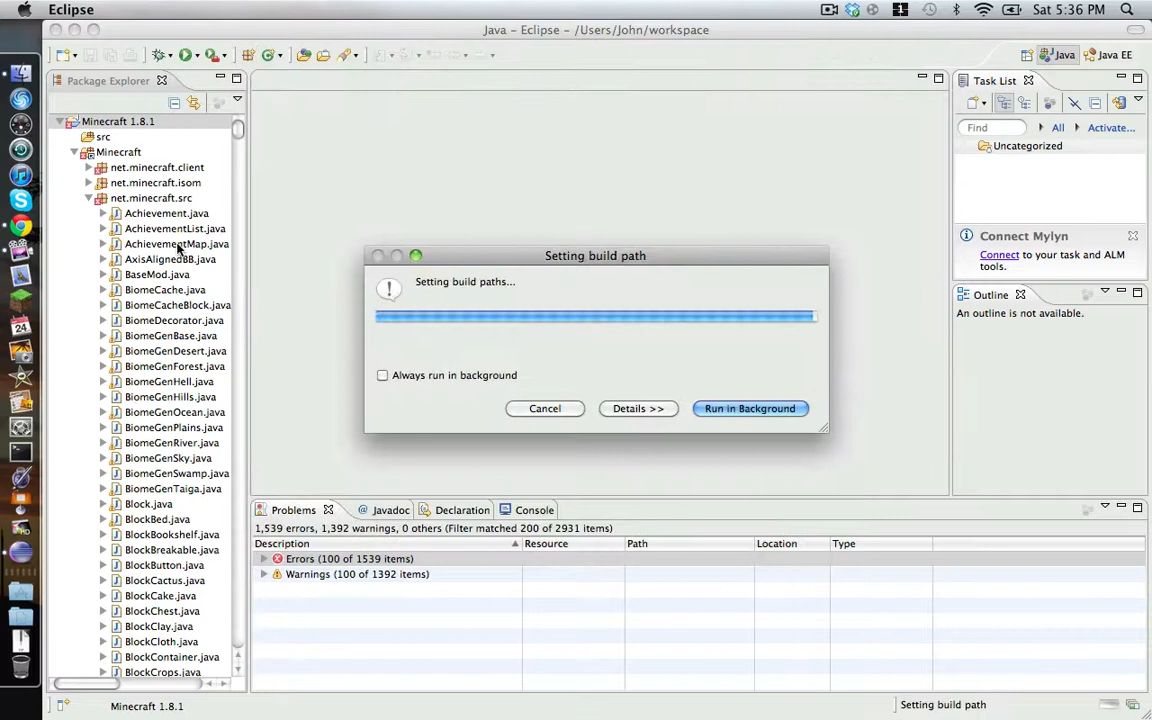 Eclipse
1
Sat 5:36 PM
Java – Eclipse – /Users/John/workspace
Java
Java EE
Package Explorer
Minecraft 1.8.1
src
Minecraft
net.minecraft.client
net.minecraft.isom
net.minecraft.src
Achievement.java
AchievementList.java
AchievementMap.java
AxisAlignedBB.java
BaseMod.java
BiomeCache.java
BiomeCacheBlock.java
BiomeDecorator.java
BiomeGenBase.java
BiomeGenDesert.java
BiomeGenForest.java
BiomeGenHell.java
BiomeGenHills.java
BiomeGenOcean.java
BiomeGenPlains.java
BiomeGenRiver.java
BiomeGenSky.java
BiomeGenSwamp.java
BiomeGenTaiga.java
Block.java
BlockBed.java
BlockBookshelf.java
BlockBreakable.java
BlockButton.java
BlockCactus.java
BlockCake.java
BlockChest.java
BlockClay.java
BlockCloth.java
BlockContainer.java
BlockCrops.java
Setting build path
Setting build paths...
Always run in background
Cancel
Details >>
Run in Background
Task List
Find
All
Activate...
Uncategorized
Connect Mylyn
Connect to your task and ALM
tools.
Outline
An outline is not available.
Problems
@ Javadoc
Declaration
Console
1,539 errors, 1,392 warnings, 0 others (Filter matched 200 of 2931 items)
Description
Resource
Path
Location
Type
Errors (100 of 1539 items)
Warnings (100 of 1392 items)
Minecraft 1.8.1
Setting build path
24